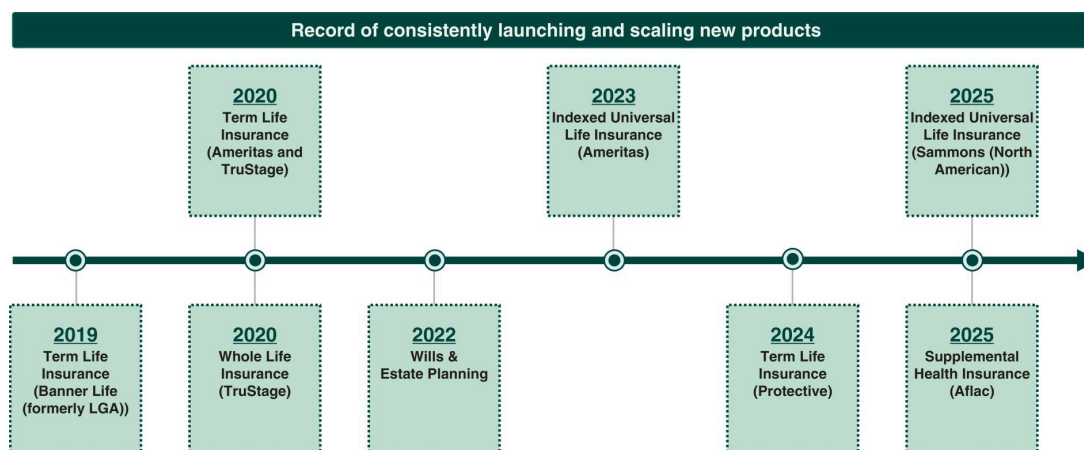 Record of consistently launching and scaling new products
2020
Term Life
Insurance
(Ameritas and
TruStage)
2023
Indexed Universal
Life Insurance
(Ameritas)
2025
Indexed Universal
Life Insurance
(Sammons (North
American))
2019
Term Life
Insurance
(Banner Life
(formerly LGA))
2020
Whole Life
Insurance
(TruStage)
2022
Wills &
Estate Planning
2024
Term Life
Insurance
(Protective)
2025
Supplemental
Health Insurance
(Aflac)